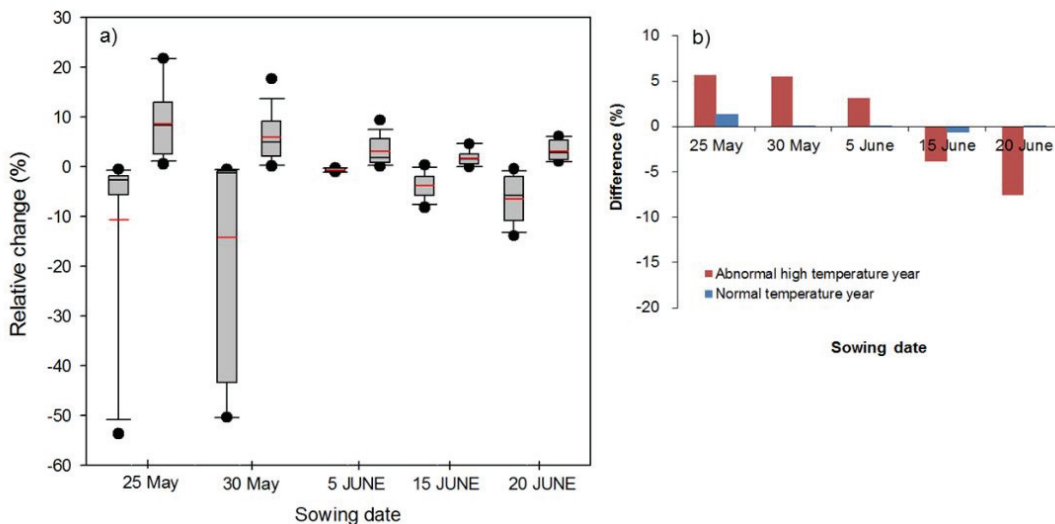 a)
Relative change (%)
30
20
10
0
-10
-20
-30
-40
-50
-60
25 May
30 May
5 JUNE
15 JUNE
20 JUNE
Sowing date
b)
Difference (%)
10
5
0
-5
-10
-15
-20
25 May
30 May
5 June
15 June
20 June
Abnormal high temperature year
Normal temperature year
Sowing date